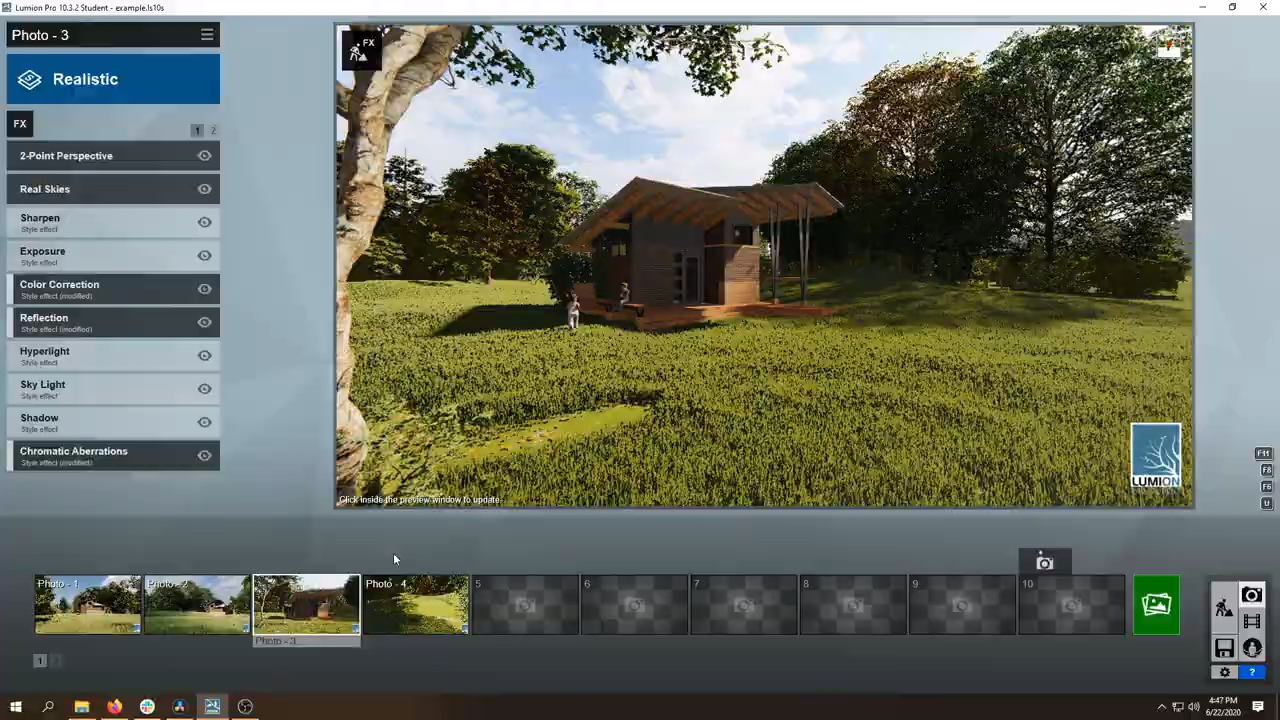 Lumion Pro 10.3.2 Student - example.ls10s
Photo - 3
Realistic
FX
1 2
2-Point Perspective
Real Skies
Sharpen
Style effect
Exposure
Style effect
Color Correction
Style effect (modified)
Reflection
Style effect (modified)
Hyperlight
Style effect
Sky Light
Style effect
Shadow
Style effect
Chromatic Aberrations
Style effect (modified)
FX
Click inside the preview window to update.
LUMION
F11
F8
F6
U
Photo - 1
Photo - 2
Photo - 4
5
6
7
8
9
10
Photo - 3
1 2
?
4:47 PM
6/22/2020